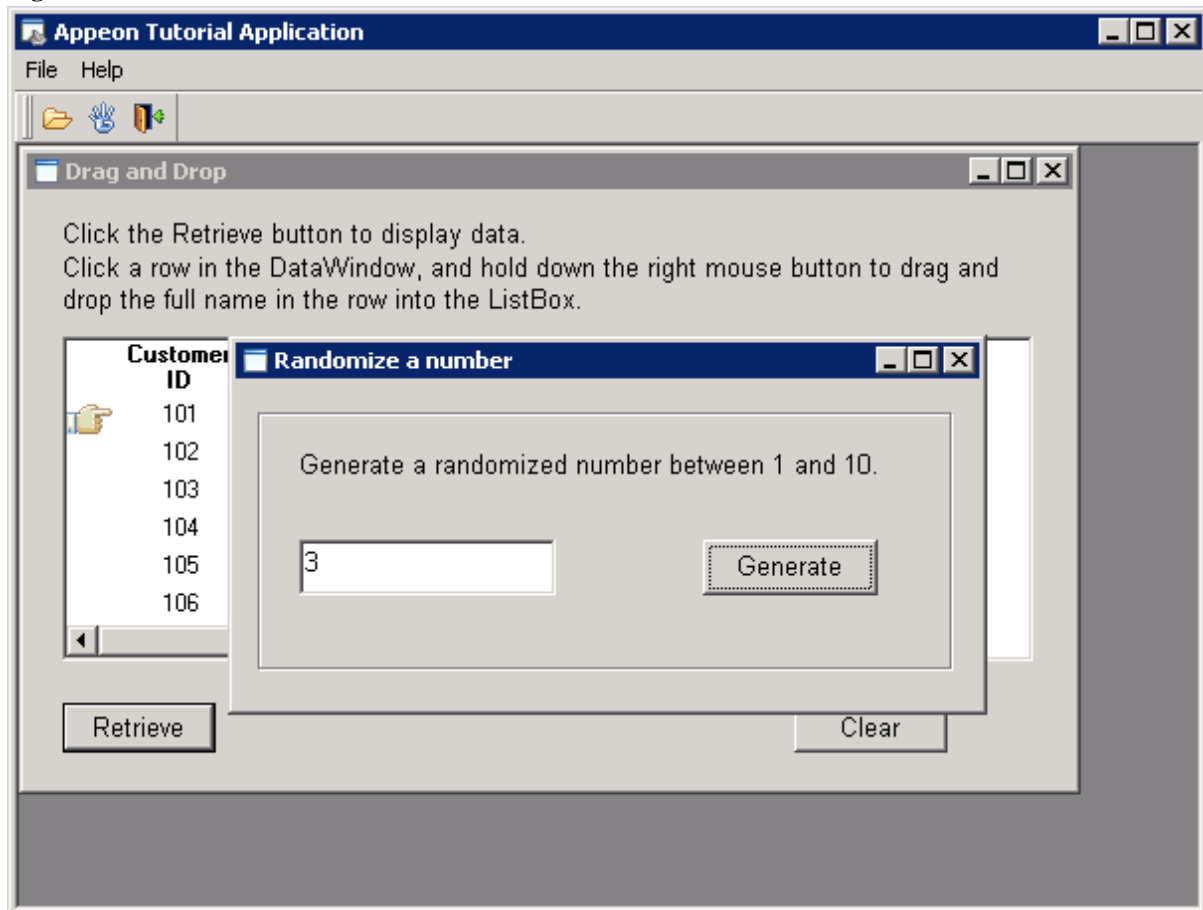 Appeon Tutorial Application
File Help
Drag and Drop
Click the Retrieve button to display data.
Click a row in the DataWindow, and hold down the right mouse button to drag and
drop the full name in the row into the ListBox.
Customer
ID
101
102
103
104
105
106
Randomize a number
Generate a randomized number between 1 and 10.
3
Generate
Retrieve
Clear